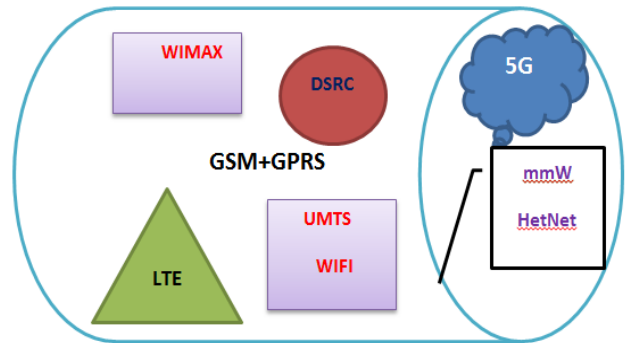 WIMAX
DSRC
5G
GSM+GPRS
mmW
HetNet
UMTS
WIFI
LTE